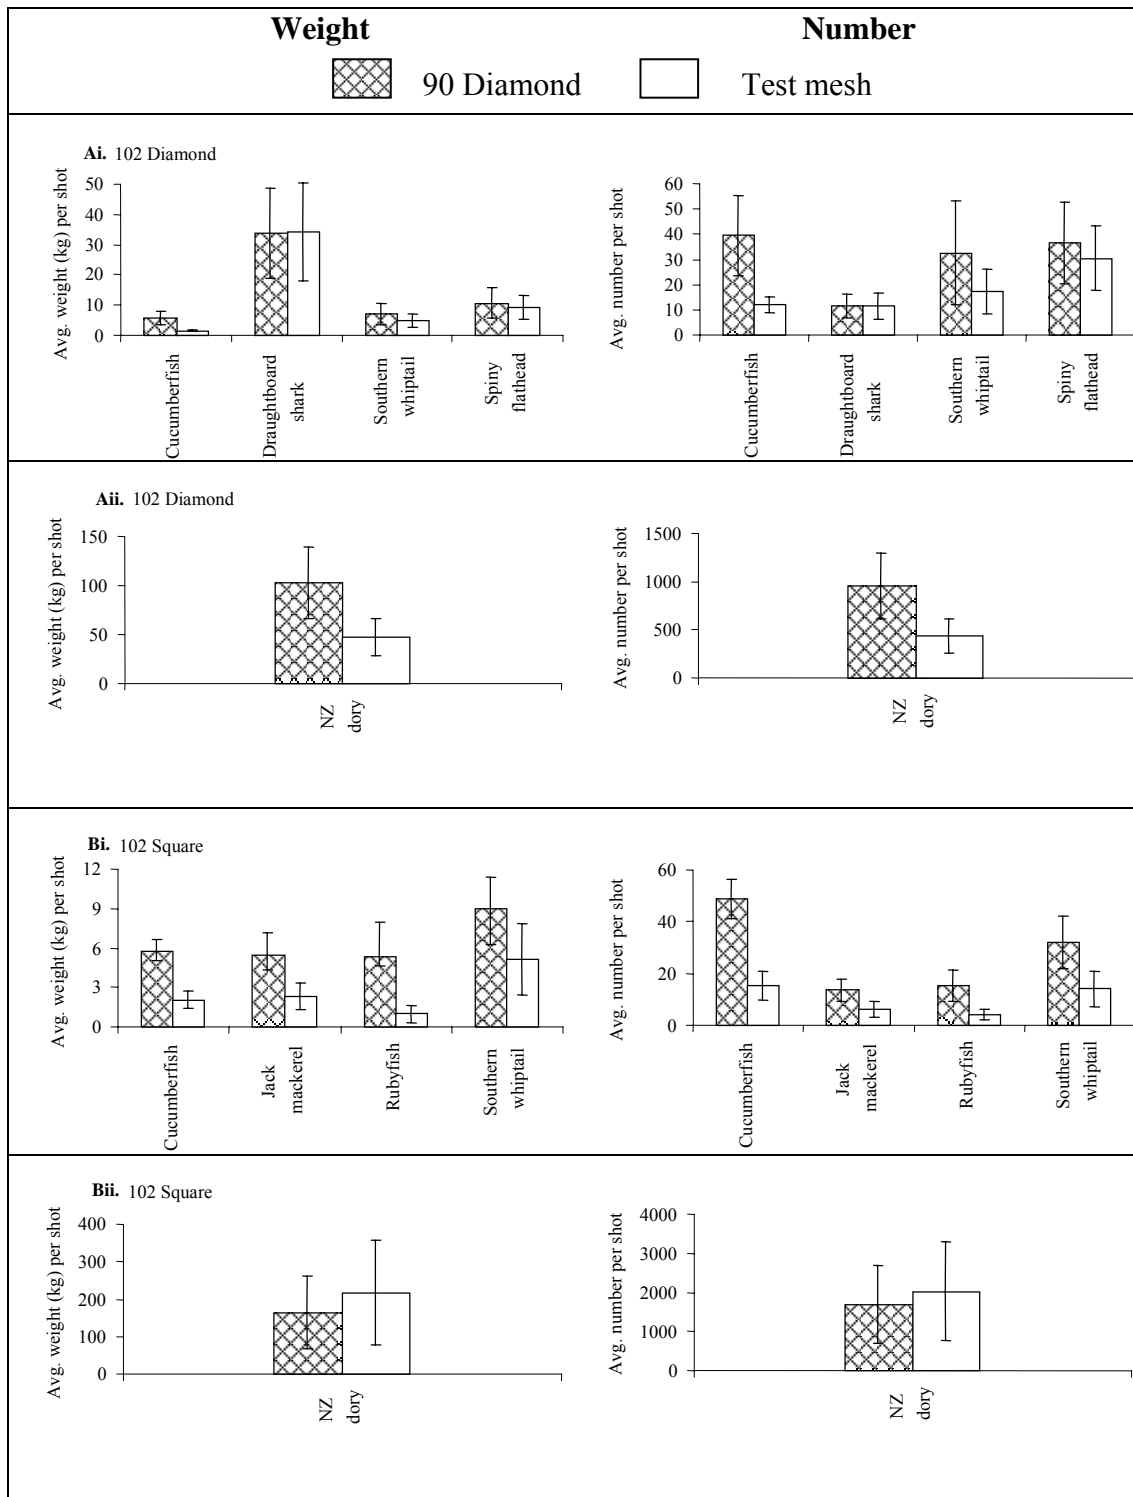 Weight Number
90 Diamond Test mesh
Ai. 102 Diamond
Avg. weight (kg) per shot
50
40
30
20
10
0
Cucumberfish
Draughtboard
shark
Southern
whiptail
Spiny
flathead
Avg. number per shot
60
50
40
30
20
10
0
Cucumberfish
Draughtboard
shark
Southern
whiptail
Spiny
flathead
Aii. 102 Diamond
Avg. weight (kg) per shot
150
100
50
0
NZ
dory
Avg. number per shot
1500
1000
500
0
NZ
dory
Bi. 102 Square
Avg. weight (kg) per shot
12
9
6
3
0
Cucumberfish
Jack
mackerel
Rubyfish
Southern
whiptail
Avg. number per shot
60
40
20
0
Cucumberfish
Jack
mackerel
Rubyfish
Southern
whiptail
Bii. 102 Square
Avg. weight (kg) per shot
400
300
200
100
0
NZ
dory
Avg. number per shot
4000
3000
2000
1000
0
NZ
dory